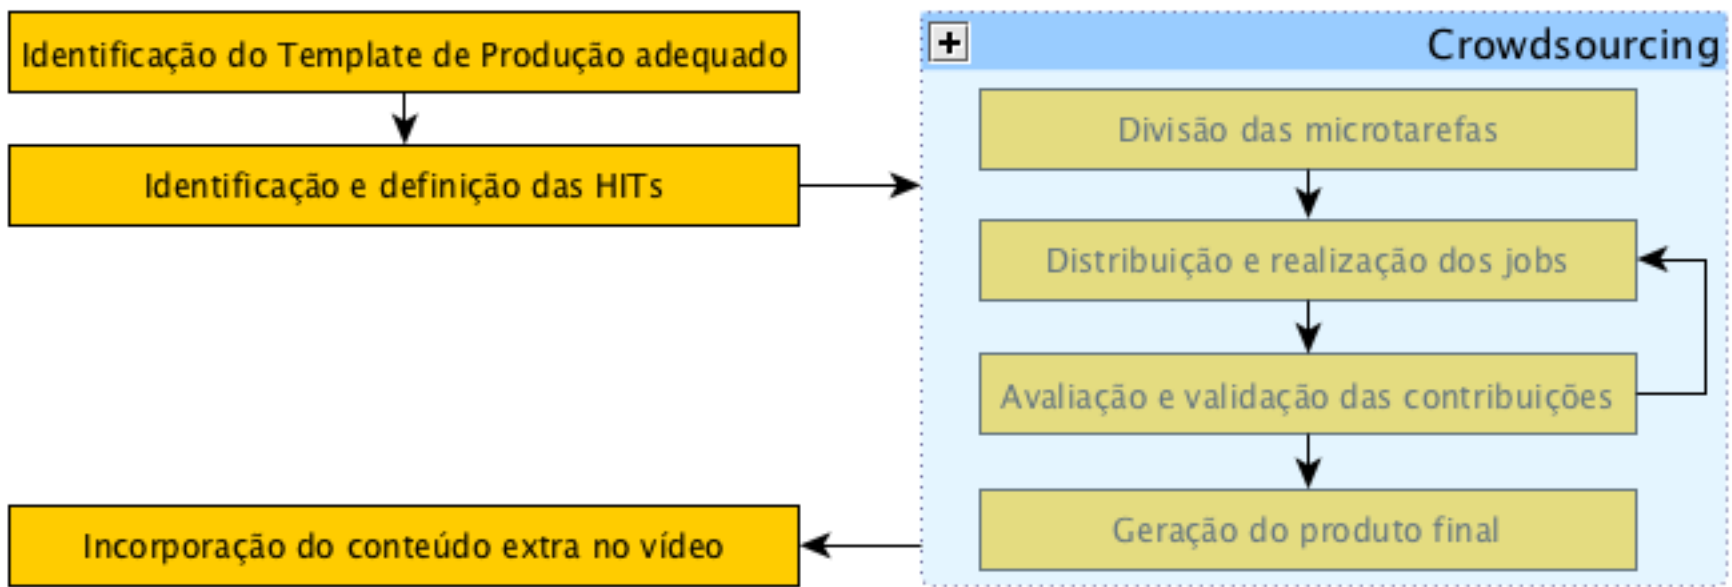 Identificação do Template de Produção adequado
Identificação e definição das HITs
Crowdsourcing
Divisão das microtarefas
Distribuição e realização dos jobs
Avaliação e validação das contribuições
Geração do produto final
Incorporação do conteúdo extra no vídeo